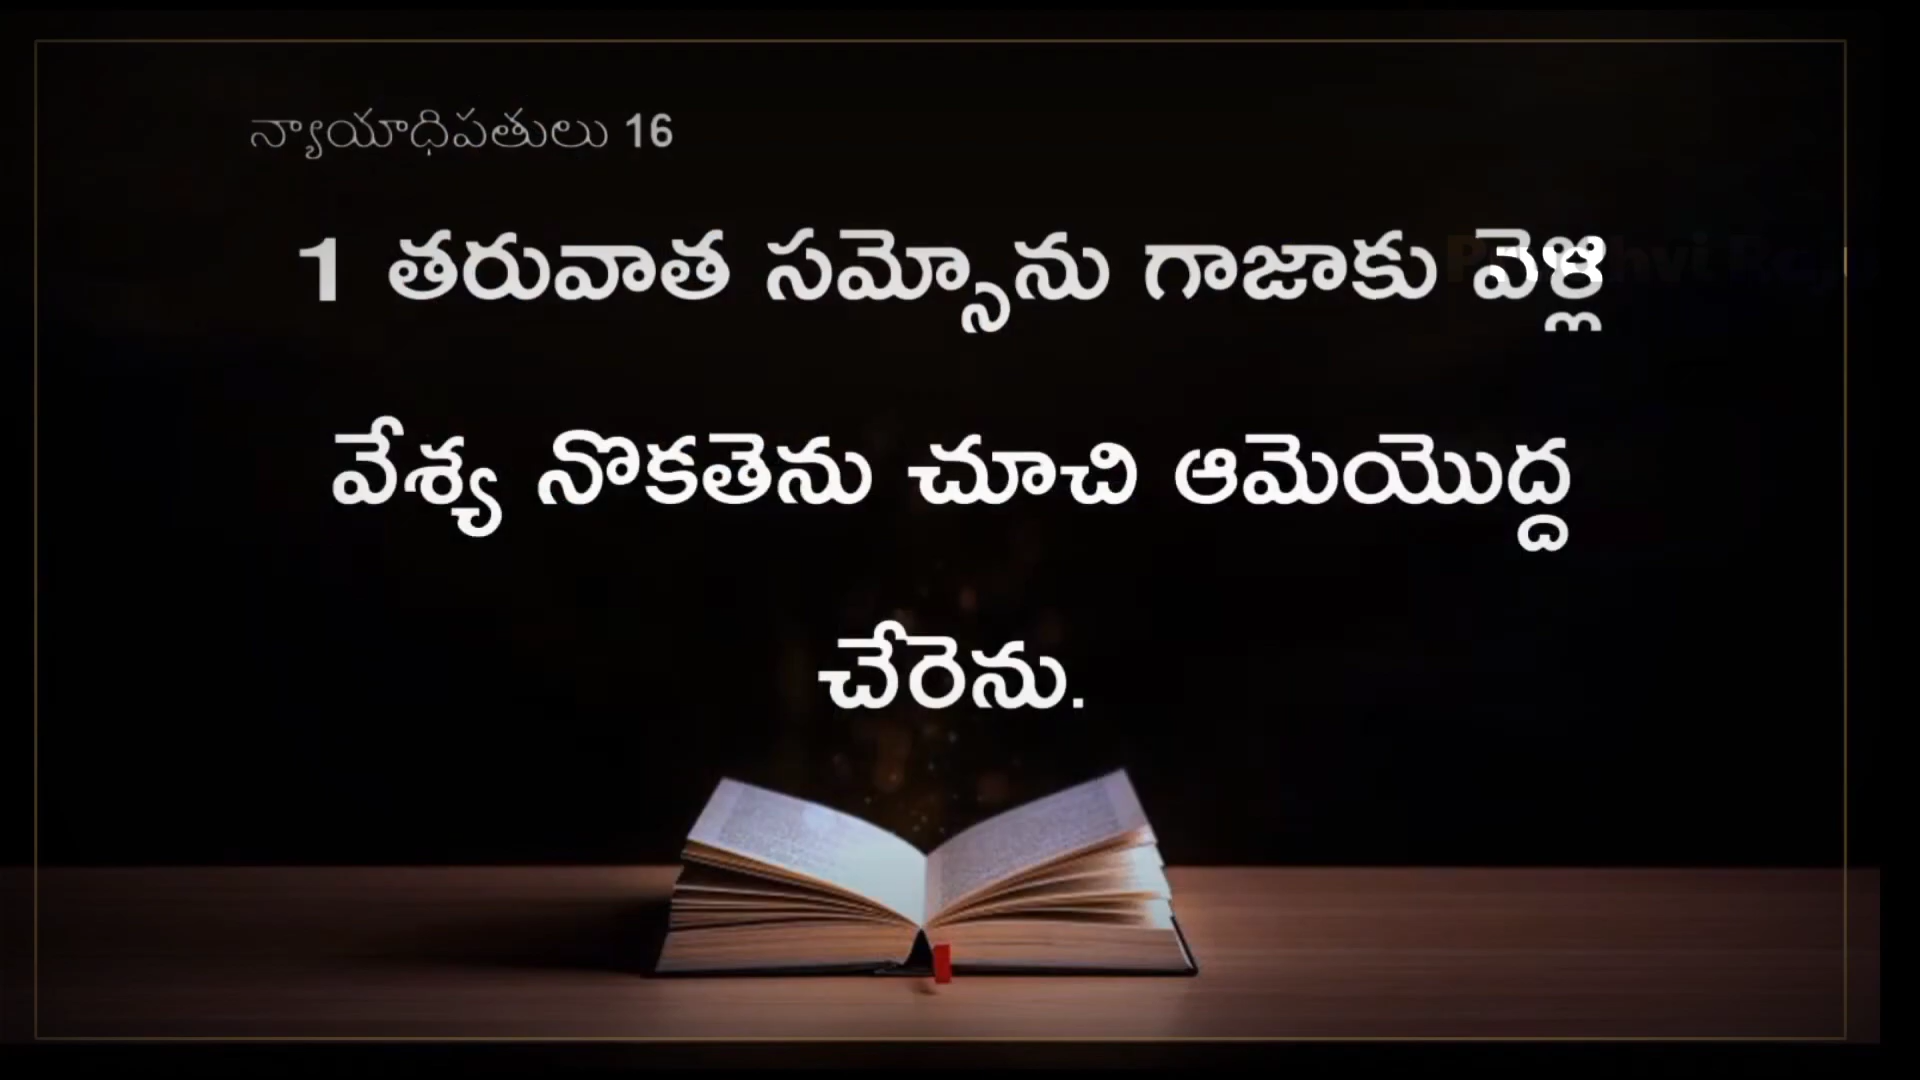 న్యాయాధిపతులు 16
1 తరువాత సమ్సోను గాజాకు వెళ్లి
వేశ్య నొకతెను చూచి ఆమెయొద్ద
చేరెను.